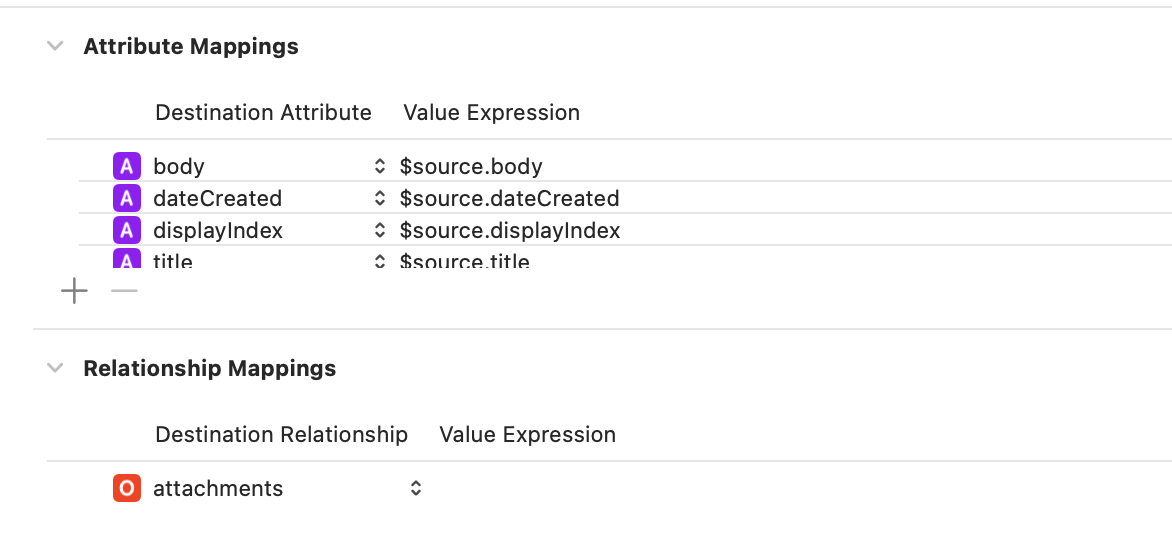 Attribute Mappings
Destination Attribute Value Expression
A body $source.body
A dateCreated $source.dateCreated
A displayIndex $source.displayIndex
A title $source.title
Relationship Mappings
Destination Relationship Value Expression
O attachments